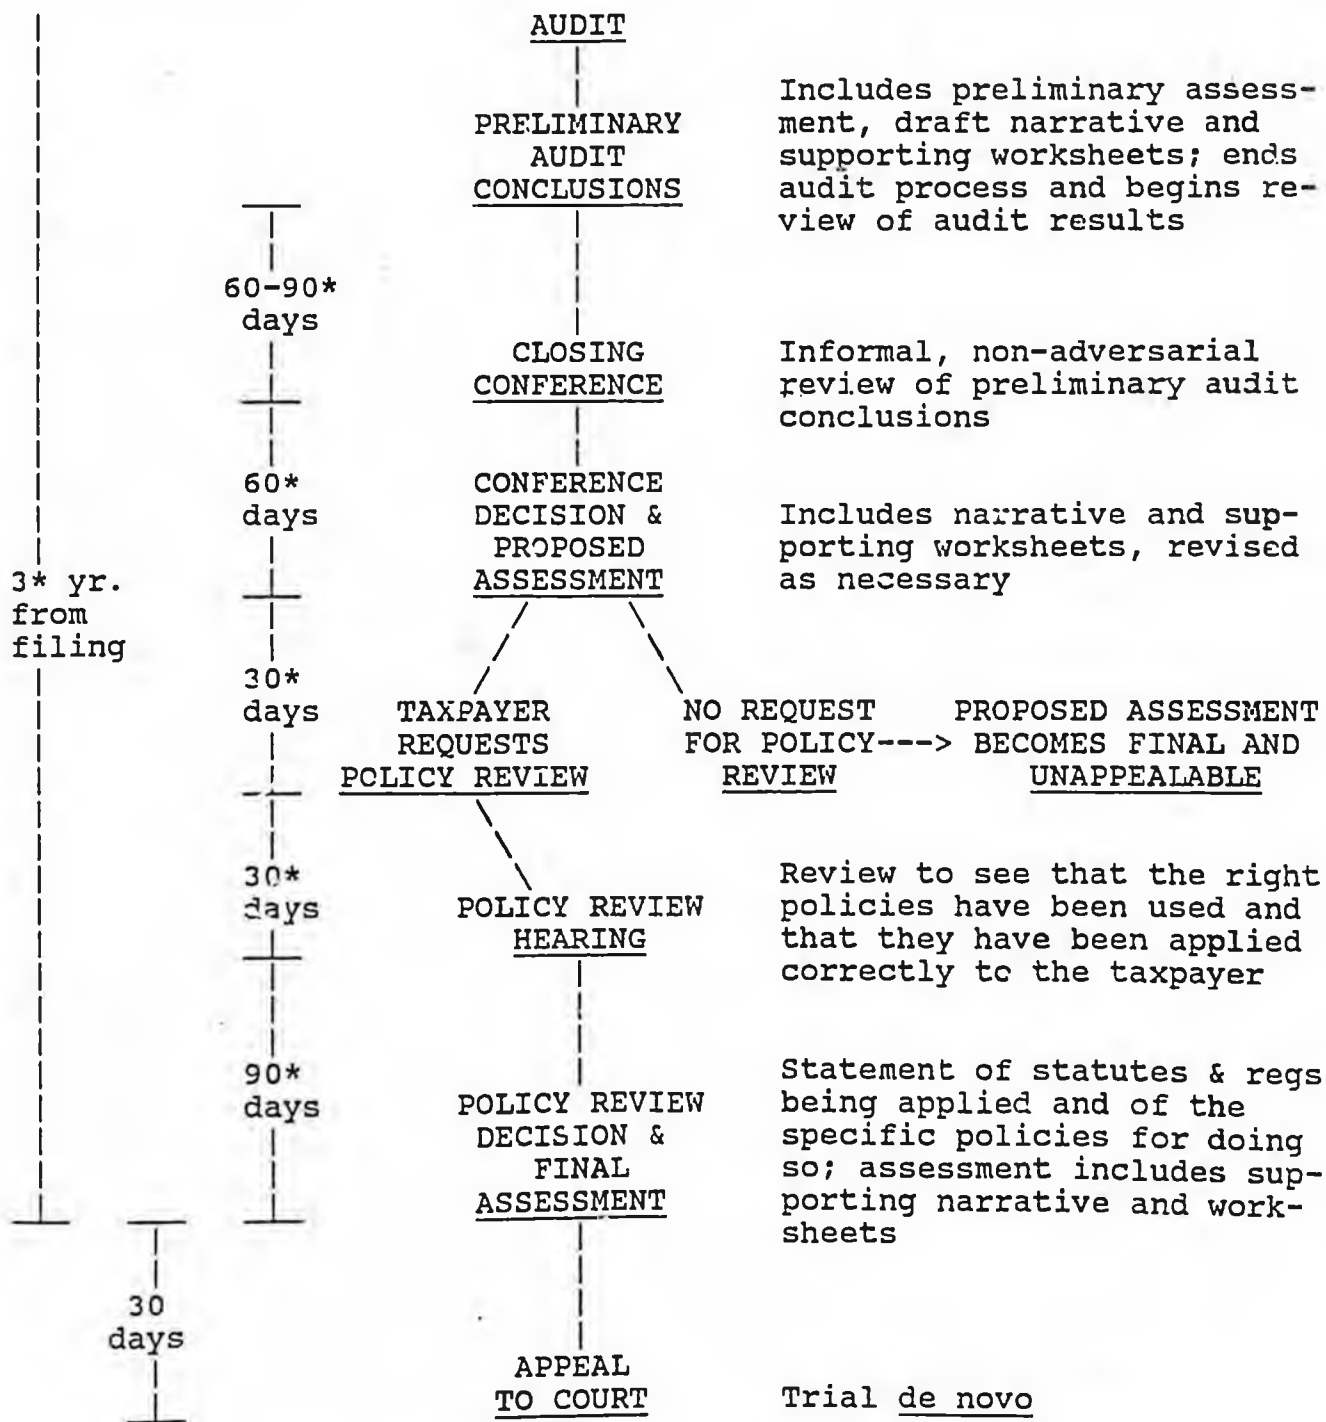 AUDIT
PRELIMINARY
AUDIT
CONCLUSIONS
Includes preliminary assess-
ment, draft narrative and
supporting worksheets; ends
audit process and begins re-
view of audit results
60-90*
days
CLOSING
CONFERENCE
Informal, non-adversarial
review of preliminary audit
conclusions
60*
days
CONFERENCE
DECISION &
PROPOSED
ASSESSMENT
Includes narrative and sup-
porting worksheets, revised
as necessary
3* yr.
from
filing
30*
days
TAXPAYER
REQUESTS
POLICY REVIEW
NO REQUEST
FOR POLICY--->
REVIEW
PROPOSED ASSESSMENT
BECOMES FINAL AND
UNAPPEALABLE
30*
days
POLICY REVIEW
HEARING
Review to see that the right
policies have been used and
that they have been applied
correctly to the taxpayer
90*
days
POLICY REVIEW
DECISION &
FINAL
ASSESSMENT
Statement of statutes & regs
being applied and of the
specific policies for doing
so; assessment includes sup-
porting narrative and work-
sheets
30
days
APPEAL
TO COURT
Trial de novo